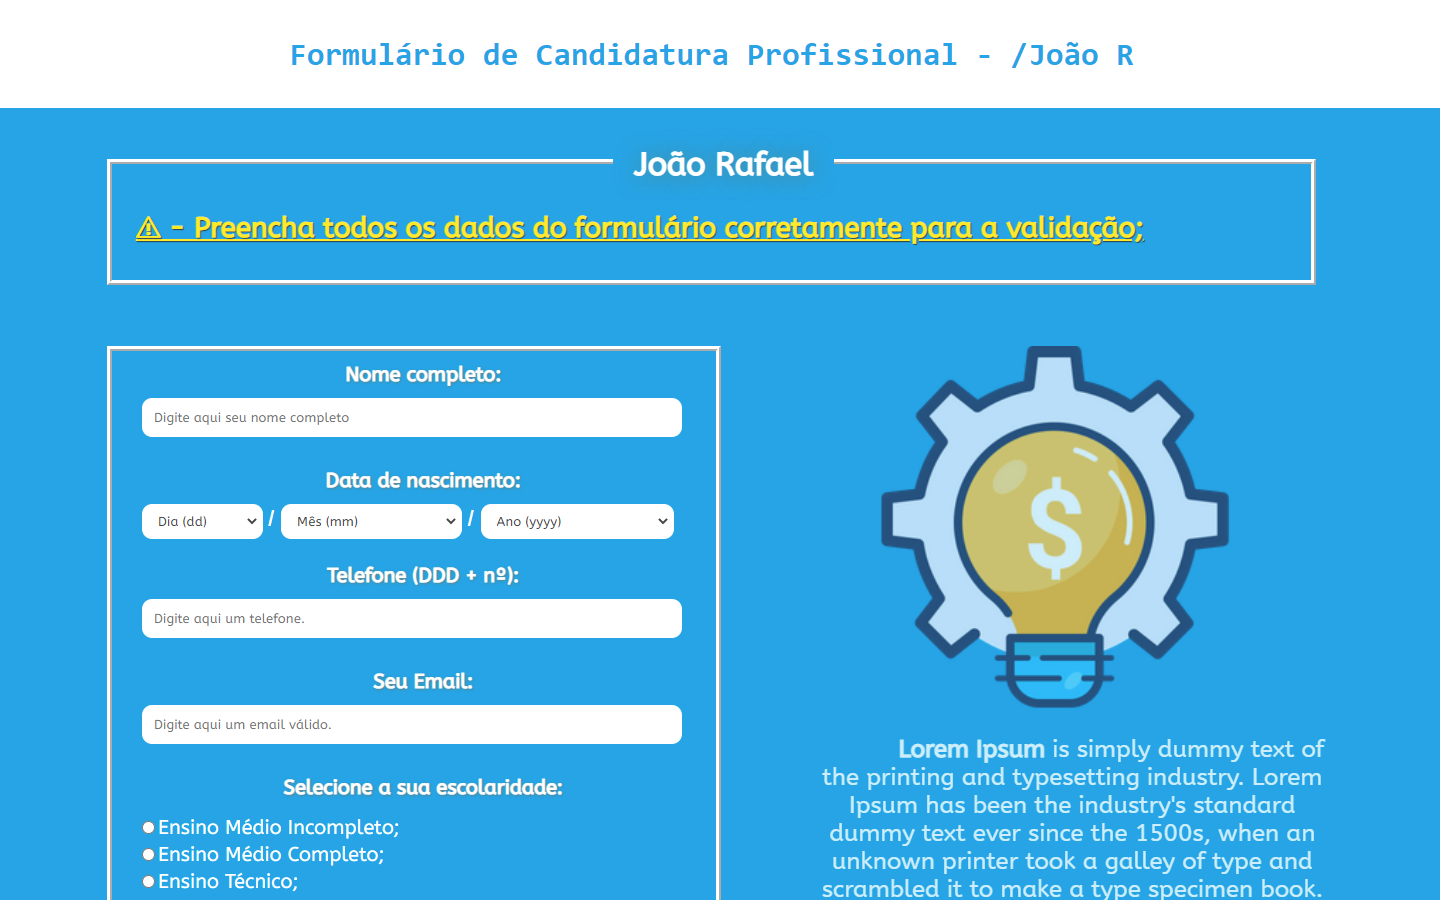 Formulário de Candidatura Profissional - /João R
João Rafael
⚠ - Preencha todos os dados do formulário corretamente para a validação;
Nome completo:
Digite aqui seu nome completo
Data de nascimento:
Dia (dd) / Mês (mm) / Ano (yyyy)
Telefone (DDD + nº):
Digite aqui um telefone.
Seu Email:
Digite aqui um email válido.
Selecione a sua escolaridade:
Ensino Médio Incompleto;
Ensino Médio Completo;
Ensino Técnico;
$
Lorem Ipsum is simply dummy text of
the printing and typesetting industry. Lorem
Ipsum has been the industry's standard
dummy text ever since the 1500s, when an
unknown printer took a galley of type and
scrambled it to make a type specimen book.